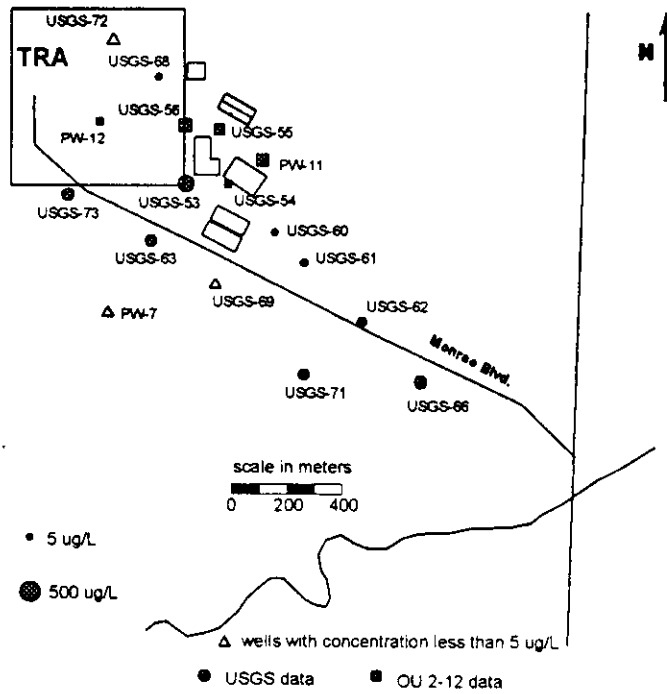 USGS-72
N
TRA
USGS-68
USGS-56
USGS-55
PW-12
PW-11
USGS-53
USGS-54
USGS-73
USGS-60
USGS-63
USGS-61
USGS-69
PW-7
USGS-62
Monroe Blvd.
USGS-71
USGS-66
scale in meters
0 200 400
5 ug/L
500 ug/L
wells with concentration less than 5 ug/L
USGS data
OU 2-12 data